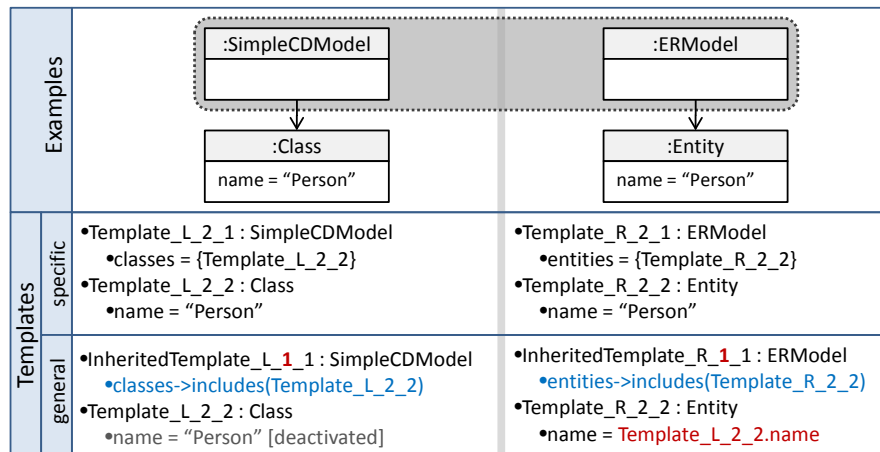 Examples
:SimpleCDModel
:ERModel
:Class
name = “Person”
:Entity
name = “Person”
Templates
specific
•Template_L_2_1 : SimpleCDModel
•classes = {Template_L_2_2}
•Template_L_2_2 : Class
•name = “Person”
•Template_R_2_1 : ERModel
•entities = {Template_R_2_2}
•Template_R_2_2 : Entity
•name = “Person”
general
•InheritedTemplate_L_1_1 : SimpleCDModel
•classes->includes(Template_L_2_2)
•Template_L_2_2 : Class
•name = “Person” [deactivated]
•InheritedTemplate_R_1_1 : ERModel
•entities->includes(Template_R_2_2)
•Template_R_2_2 : Entity
•name = Template_L_2_2.name